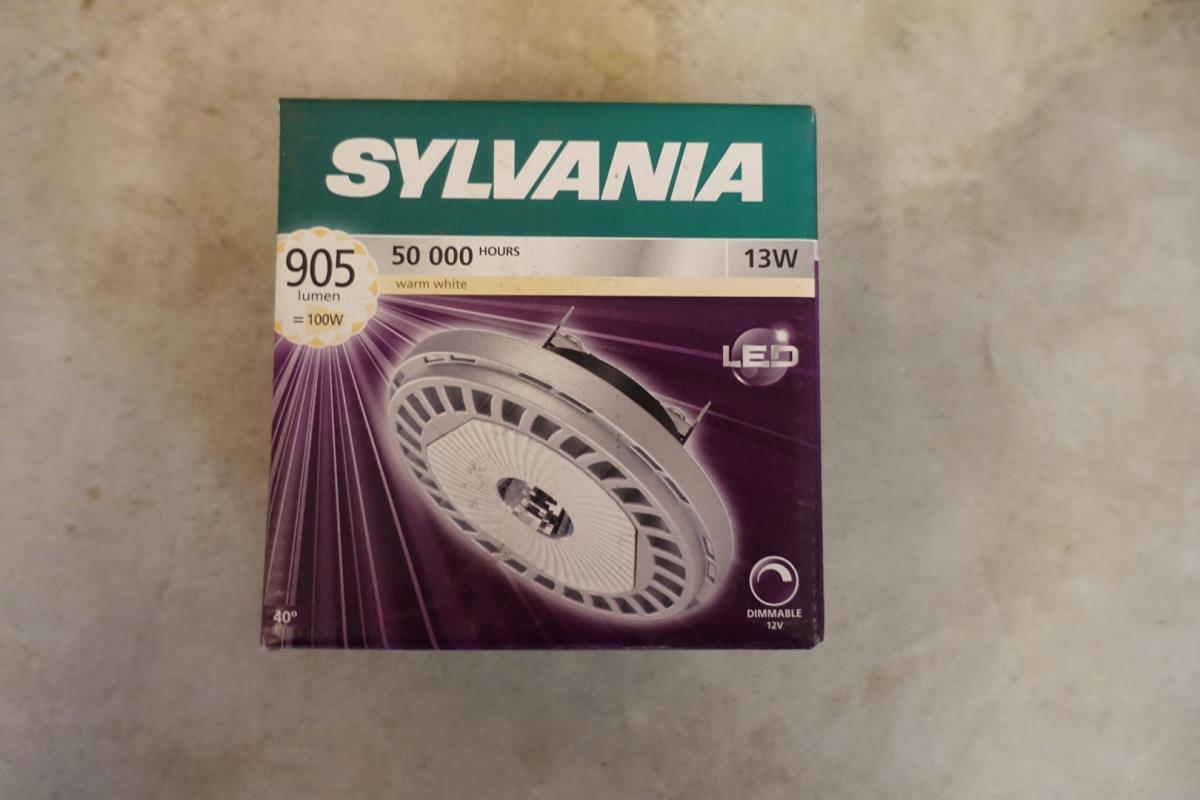 SYLVANIA
905
lumen
= 100W
50 000 HOURS
13W
warm white
LED
40°
DIMMABLE
12V